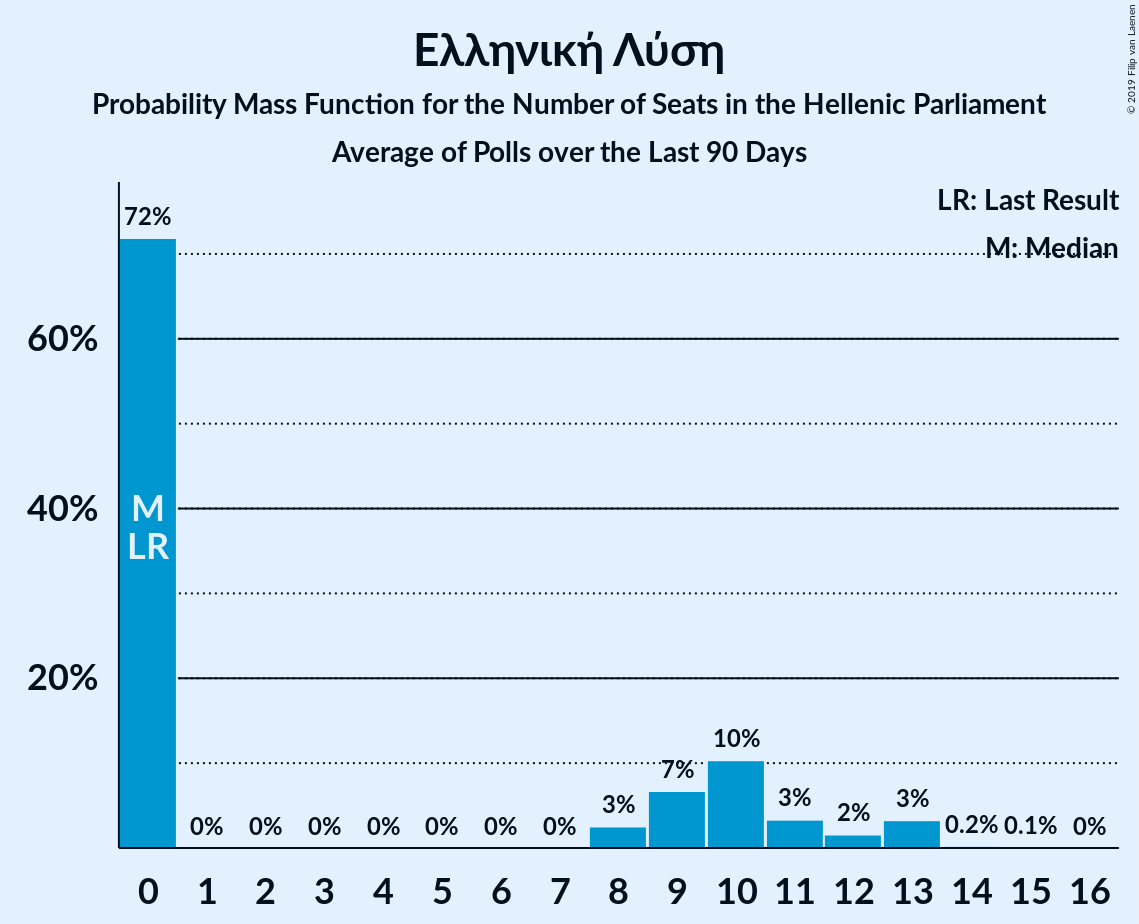 Ελληνική Λύση
Probability Mass Function for the Number of Seats in the Hellenic Parliament
Average of Polls over the Last 90 Days
© 2019 Filip van Laenen
LR: Last Result
M: Median
60%
40%
20%
72%
0%
0%
0%
0%
0%
0%
0%
3%
7%
10%
3%
2%
3%
0.2%
0.1%
0%
M
LR
0 1 2 3 4 5 6 7 8 9 10 11 12 13 14 15 16